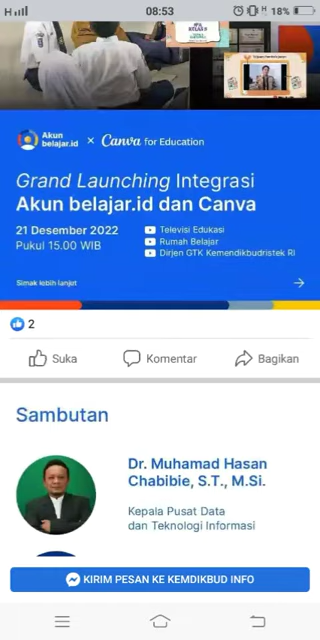 08:53
H 18%
Akun
belajar.id × Canva for Education
Grand Launching Integrasi
Akun belajar.id dan Canva
21 Desember 2022
Pukul 15.00 WIB
Televisi Edukasi
Rumah Belajar
Dirjen GTK Kemendikbudristek RI
Simak lebih lanjut
2
Suka
Komentar
Bagikan
Sambutan
Dr. Muhamad Hasan
Chabibie, S.T., M.Si.
Kepala Pusat Data
dan Teknologi Informasi
KIRIM PESAN KE KEMDIKBUD INFO